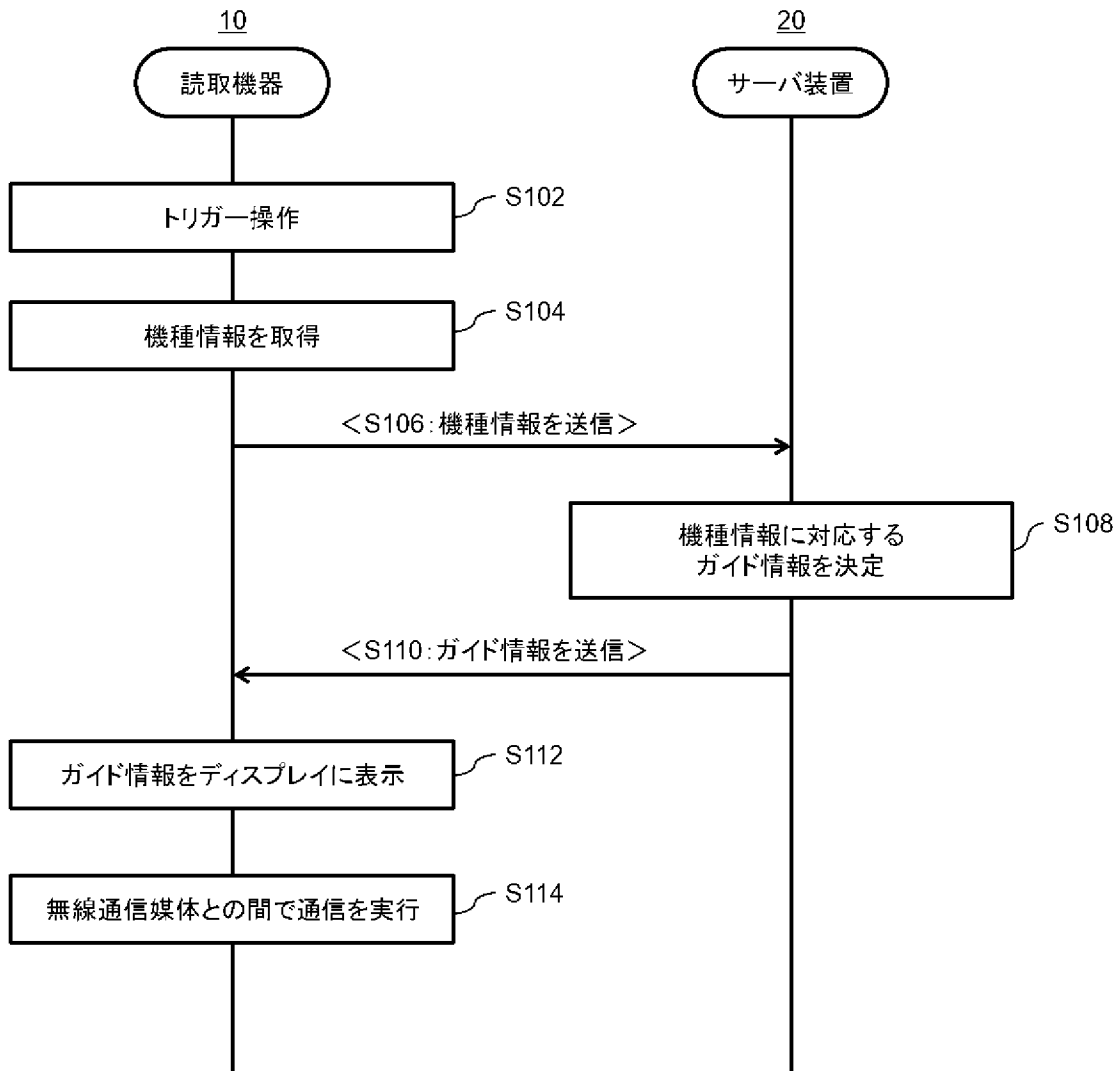 10
20
読取機器
サーバ装置
トリガー操作
S102
機種情報を取得
S104
＜S106：機種情報を送信＞
機種情報に対応する
ガイド情報を決定
S108
＜S110：ガイド情報を送信＞
ガイド情報をディスプレイに表示
S112
無線通信媒体との間で通信を実行
S114